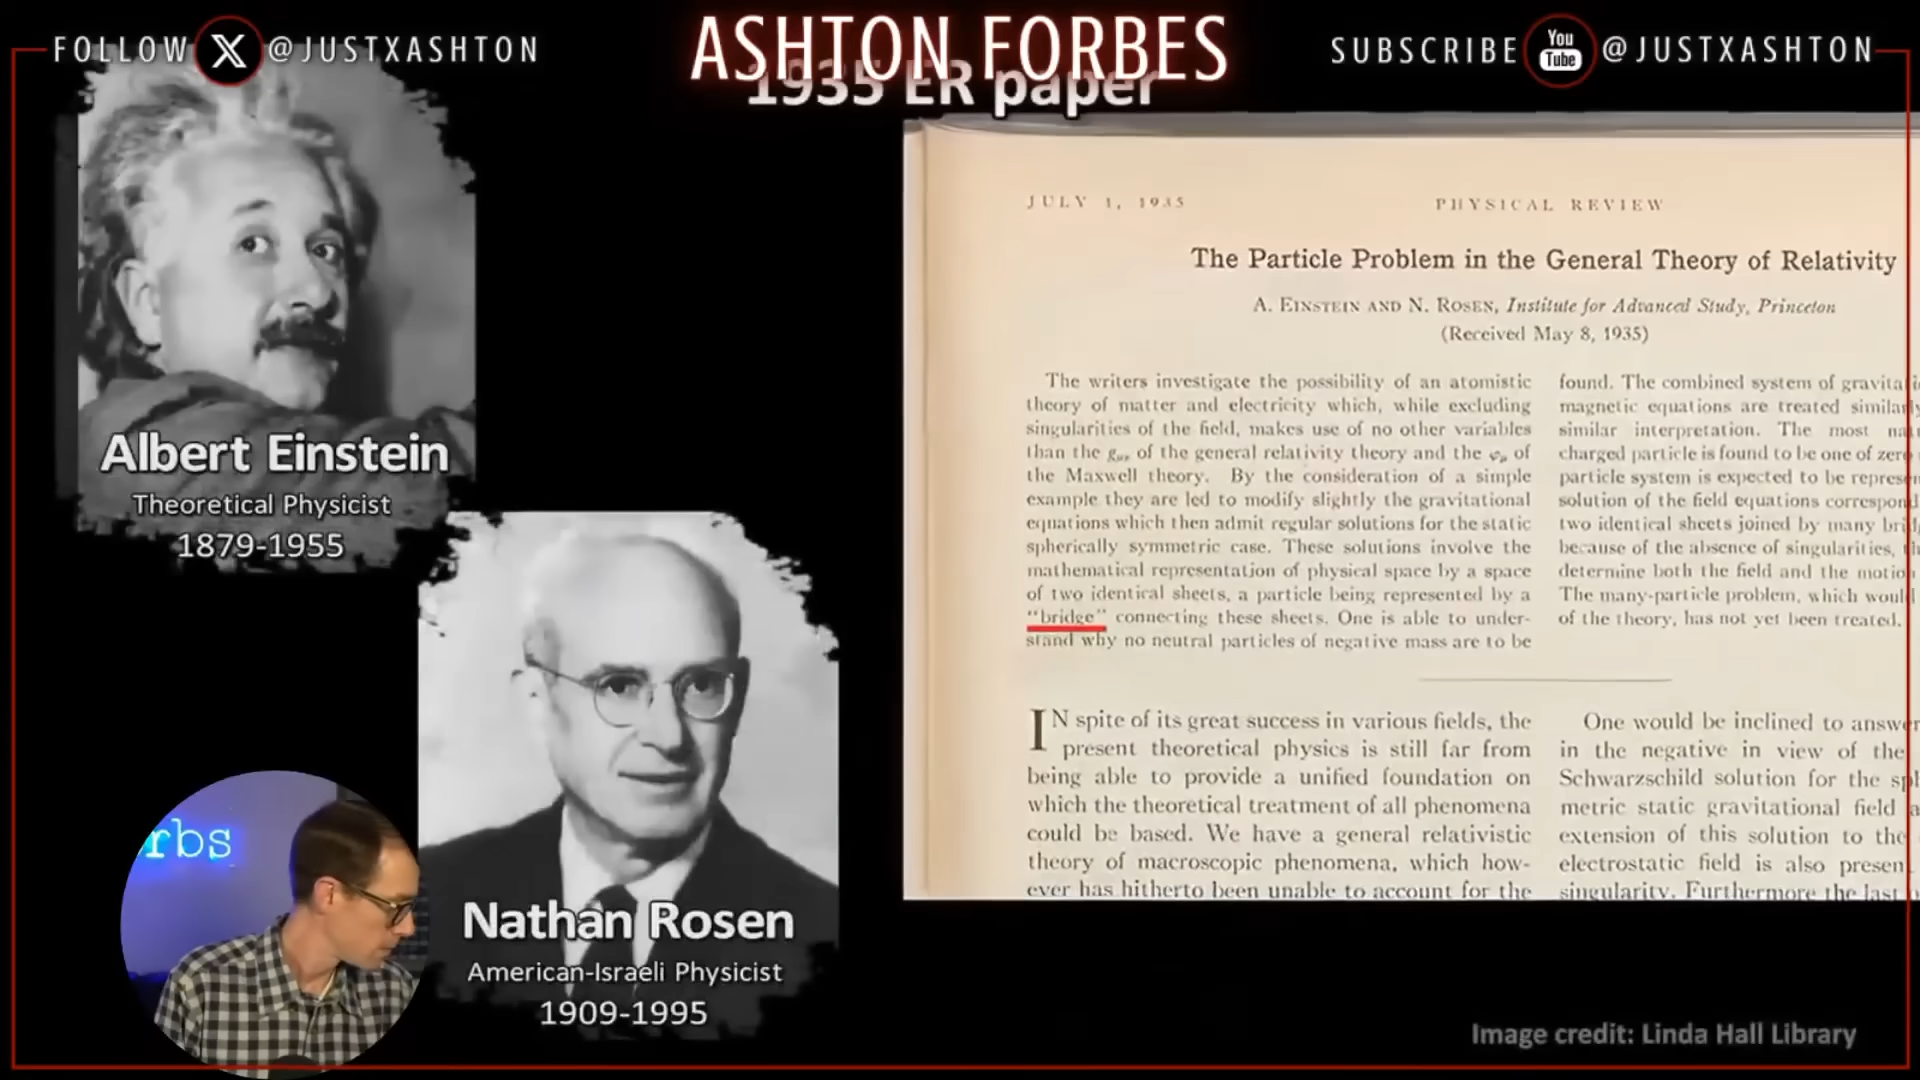 FOLLOW X @JUSTXASHTON
ASHTON FORBES
SUBSCRIBE You Tube @JUSTXASHTON
1935 ER paper
Albert Einstein
Theoretical Physicist
1879-1955
Nathan Rosen
American-Israeli Physicist
1909-1995
rbs
JULY 1, 1935
PHYSICAL REVIEW
The Particle Problem in the General Theory of Relativity
A. EINSTEIN AND N. ROSEN, Institute for Advanced Study, Princeton
(Received May 8, 1935)
The writers investigate the possibility of an atomistic
theory of matter and electricity which, while excluding
singularities of the field, makes use of no other variables
than the gμν of the general relativity theory and the φμ of
the Maxwell theory. By the consideration of a simple
example they are led to modify slightly the gravitational
equations which then admit regular solutions for the static
spherically symmetric case. These solutions involve the
mathematical representation of physical space by a space
of two identical sheets, a particle being represented by a
"bridge" connecting these sheets. One is able to under-
stand why no neutral particles of negative mass are to be
found. The combined system of
magnetic equations are treated
similar interpretation. The most
charged particle is found to be one of zero
particle system is expected to be
solution of the field equations
two identical sheets joined by many
because of the absence of singularities,
determine both the field and the
The many-particle problem, which
of the theory, has not yet been treated.
IN spite of its great success in various fields, the
present theoretical physics is still far from
being able to provide a unified foundation on
which the theoretical treatment of all phenomena
could be based. We have a general relativistic
theory of macroscopic phenomena, which how-
ever has hitherto been unable to account for the
One would be inclined to answer
in the negative in view of the
Schwarzschild solution for the
metric static gravitational field
extension of this solution to the
electrostatic field is also
singularity. Furthermore the last
Image credit: Linda Hall Library